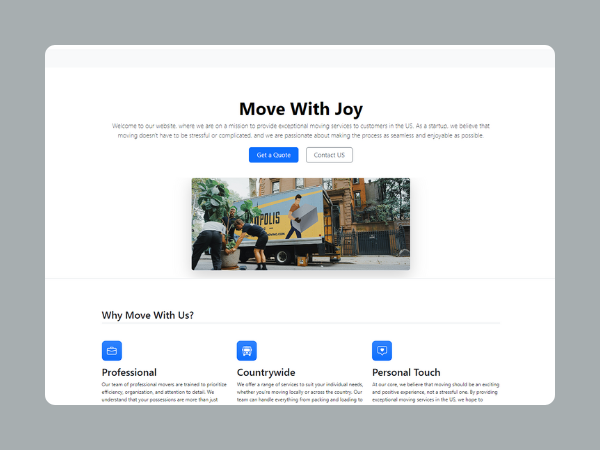 Move With Joy
Welcome to our website, where we are on a mission to provide exceptional moving services to customers in the US. As a startup, we believe that
moving doesn't have to be stressful or complicated, and we are passionate about making the process as seamless and enjoyable as possible.
Get a Quote
Contact US
OPOLIS
Why Move With Us?
Professional
Countrywide
Personal Touch
Our team of professional movers are trained to prioritize
efficiency, organization, and attention to detail. We
understand that your possessions are more than just
We offer a range of services to suit your individual needs,
whether you're moving locally or across the country. Our
team can handle everything from packing and loading to
At our core, we believe that moving should be an exciting
and positive experience, not a stressful one. By providing
exceptional moving services in the US, we hope to